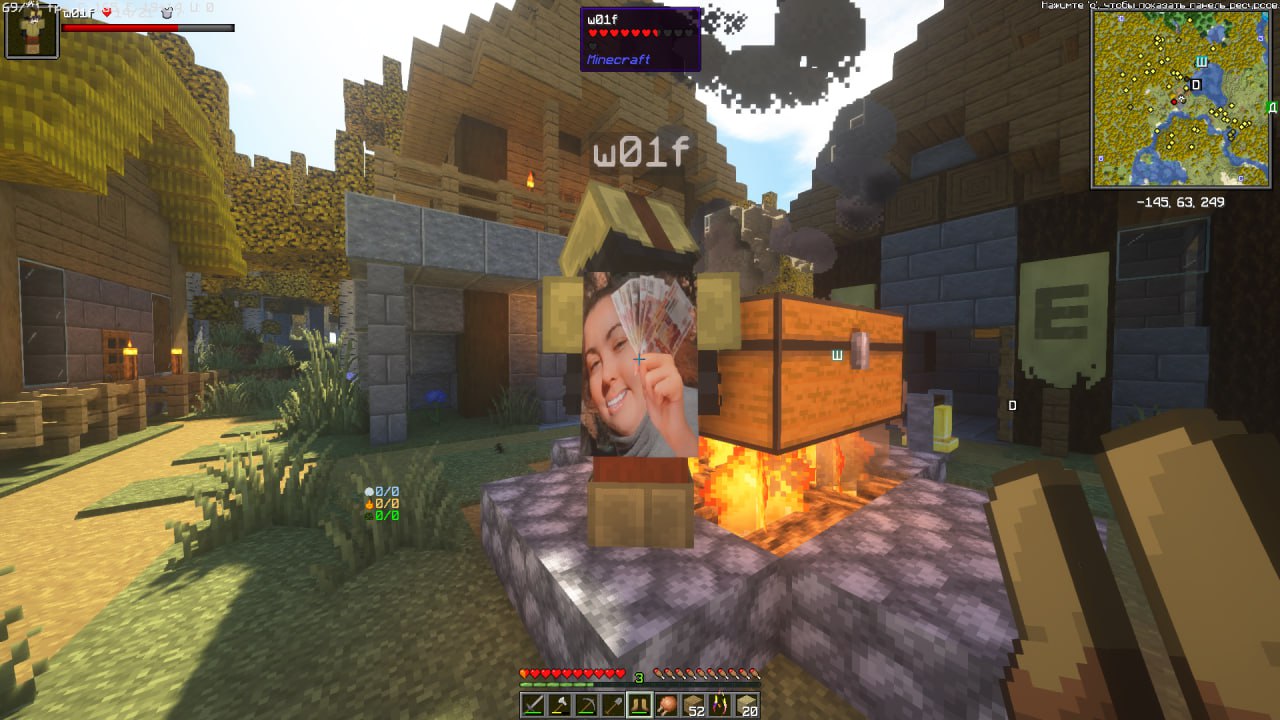 w01f
w01f
Minecraft
Нажмите 'o', чтобы показать панель ресурсов
Ш
D
Д
-145, 63, 249
w01f
E
Ш
D
0/0
0/0
0/0
3
52
20